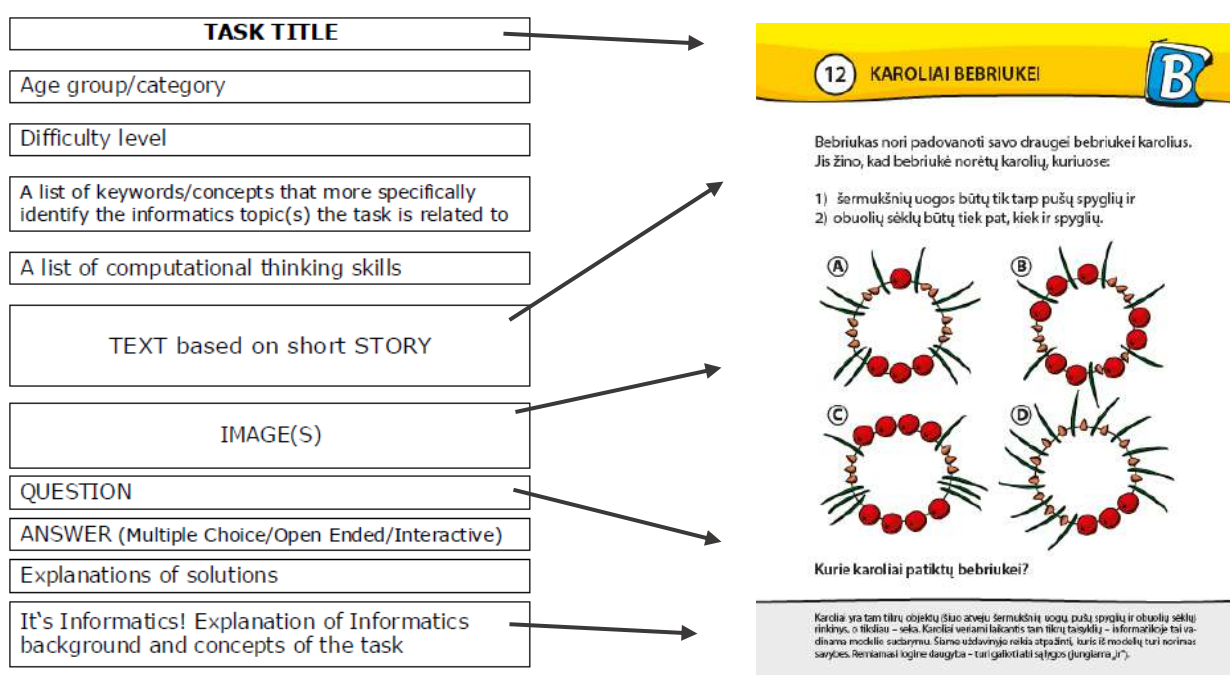 TASK TITLE
Age group/category
Difficulty level
A list of keywords/concepts that more specifically
identify the informatics topic(s) the task is related to
A list of computational thinking skills
TEXT based on short STORY
IMAGE(S)
QUESTION
ANSWER (Multiple Choice/Open Ended/Interactive)
Explanations of solutions
It's Informatics! Explanation of Informatics
background and concepts of the task
12 KAROLIAI BEBRIUKEI
B
Bebriukas nori padovanoti savo draugei bebriukei karolius.
Jis žino, kad bebriukė norėtų karolių, kuriuose:
1) šermukšnių uogos būtų tik tarp pušų spyglių ir
2) obuolių sėklų būtų tiek pat, kiek ir spyglių.
A
B
C
D
Kurie karoliai patiktų bebriukei?
Karoliai yra tam tikrų objektų (šiuo atveju šermukšnių uogų, pušų spyglių ir obuolių sėklų)
rinkinys, o tiksliau – seka. Karoliai veriami laikantis tam tikrų taisyklių – informatikoje tai va-
dinama modelio sudarymu. Šiame uždavinyje reikia atpažinti, kuris iš modelių turi norimas
savybes. Remiamasi logine daugyba – turi galioti abi sąlygos (jungiama „ir").